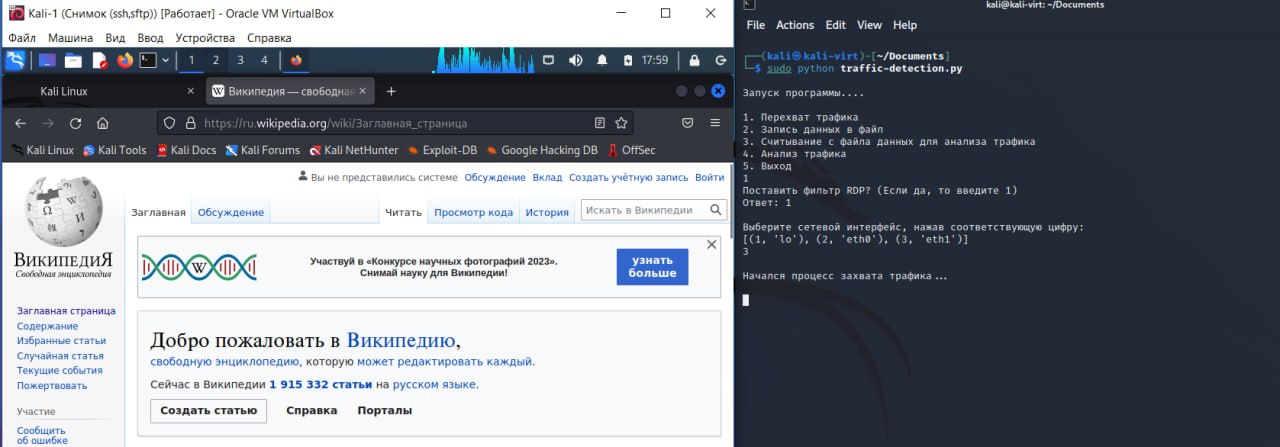 Kali-1 (Снимок (ssh,sftp)) [Работает] - Oracle VM VirtualBox
Файл Машина Вид Ввод Устройства Справка
1 2 3 4 17:59
Kali Linux
Википедия — свободная
https://ru.wikipedia.org/wiki/Заглавная_страница
Kali Linux Kali Tools Kali Docs Kali Forums Kali NetHunter Exploit-DB Google Hacking DB OffSec
Вы не представились системе Обсуждение Вклад Создать учётную запись Войти
Заглавная Обсуждение Читать Просмотр кода История Искать в Википедии
ВИКИПЕДИЯ
Свободная энциклопедия
Участвуй в «Конкурсе научных фотографий 2023».
Снимай науку для Википедии!
узнать
больше
Заглавная страница
Содержание
Избранные статьи
Случайная статья
Текущие события
Пожертвовать
Участие
Сообщить
об ошибке
Добро пожаловать в Википедию,
свободную энциклопедию, которую может редактировать каждый.
Сейчас в Википедии 1 915 332 статьи на русском языке.
Создать статью Справка Порталы
kali@kali-virt: ~/Documents
File Actions Edit View Help
┌──(kali㉿kali-virt)-[~/Documents]
└─$ sudo python traffic-detection.py
Запуск программы....
1. Перехват трафика
2. Запись данных в файл
3. Считывание с файла данных для анализа трафика
4. Анализ трафика
5. Выход
1
Поставить фильтр RDP? (Если да, то введите 1)
Ответ: 1
Выберите сетевой интерфейс, нажав соответствующую цифру:
[(1, 'lo'), (2, 'eth0'), (3, 'eth1')]
3
Начался процесс захвата трафика...